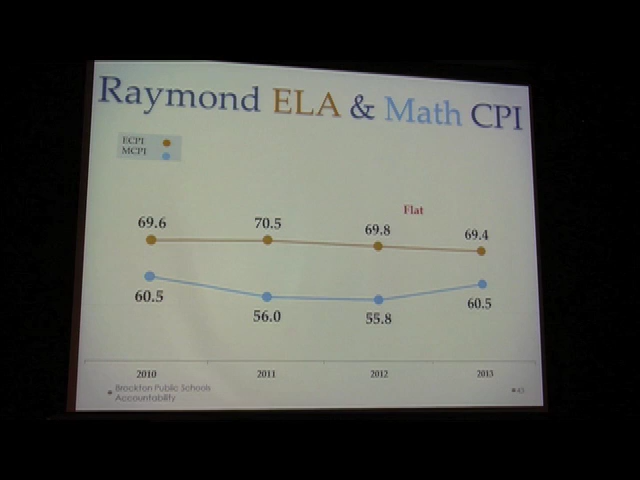 Raymond ELA & Math CPI
ECPI
MCPI
Flat
69.6 70.5 69.8 69.4
60.5 56.0 55.8 60.5
2010 2011 2012 2013
Brockton Public Schools
Accountability